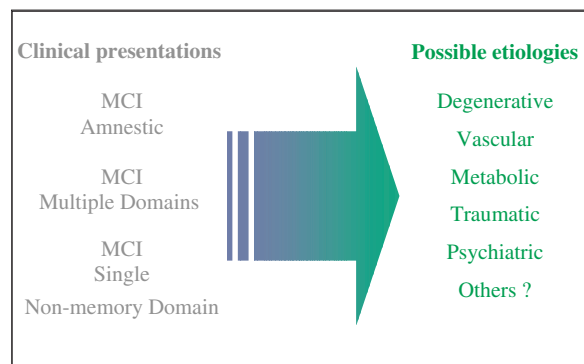 Clinical presentations
MCI
Amnestic
MCI
Multiple Domains
MCI
Single
Non-memory Domain
Possible etiologies
Degenerative
Vascular
Metabolic
Traumatic
Psychiatric
Others ?